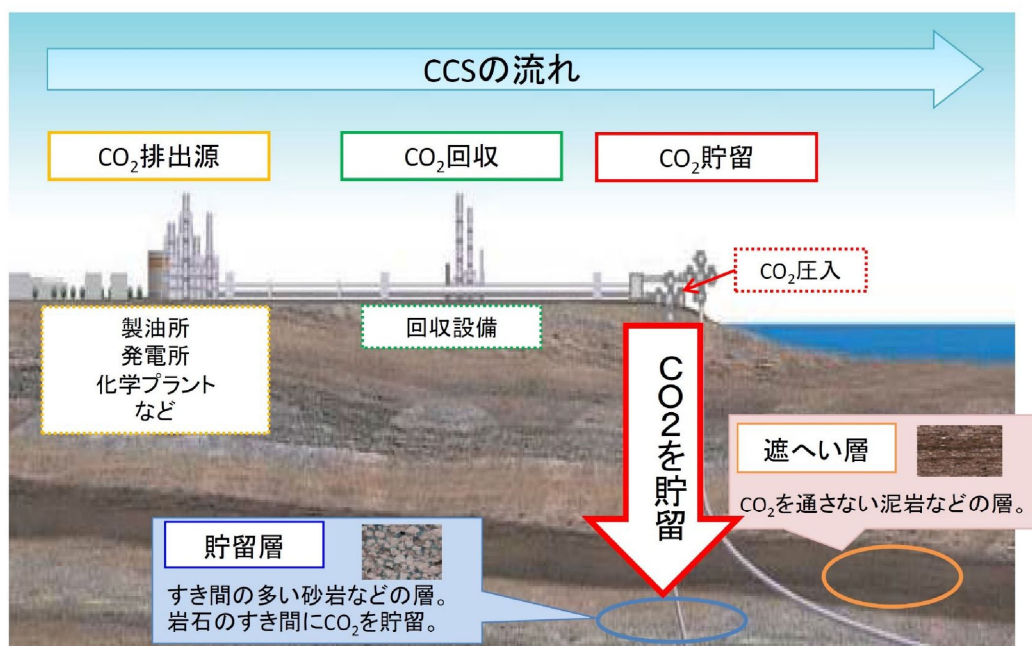 CCSの流れ
CO₂排出源
CO₂回収
CO₂貯留
CO₂圧入
製油所
発電所
化学プラント
など
回収設備
CO2を貯留
遮へい層
CO₂を通さない泥岩などの層。
貯留層
すき間の多い砂岩などの層。
岩石のすき間にCO₂を貯留。